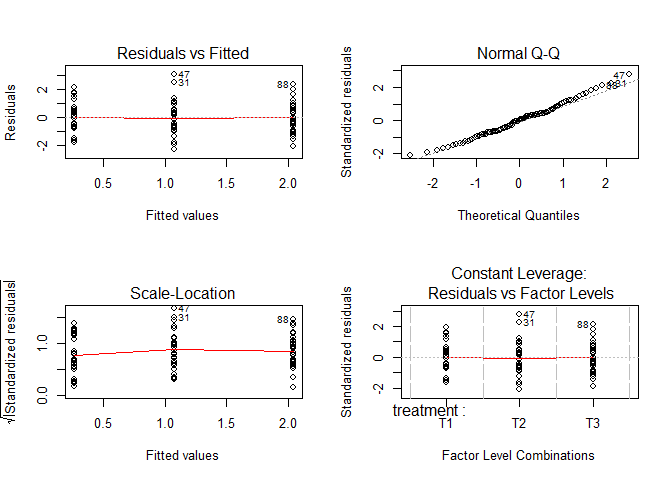 Residuals vs Fitted
Residuals
2
1
0
-2
47
31
88
0.5 1.0 1.5 2.0
Fitted values
Normal Q-Q
Standardized residuals
2
0
-2
47
31
88
-2 -1 0 1 2
Theoretical Quantiles
Scale-Location
√|Standardized residuals|
1.0
0.0
47
31
88
0.5 1.0 1.5 2.0
Fitted values
Constant Leverage:
Residuals vs Factor Levels
Standardized residuals
2
0
-2
47
31
88
treatment :
T1 T2 T3
Factor Level Combinations